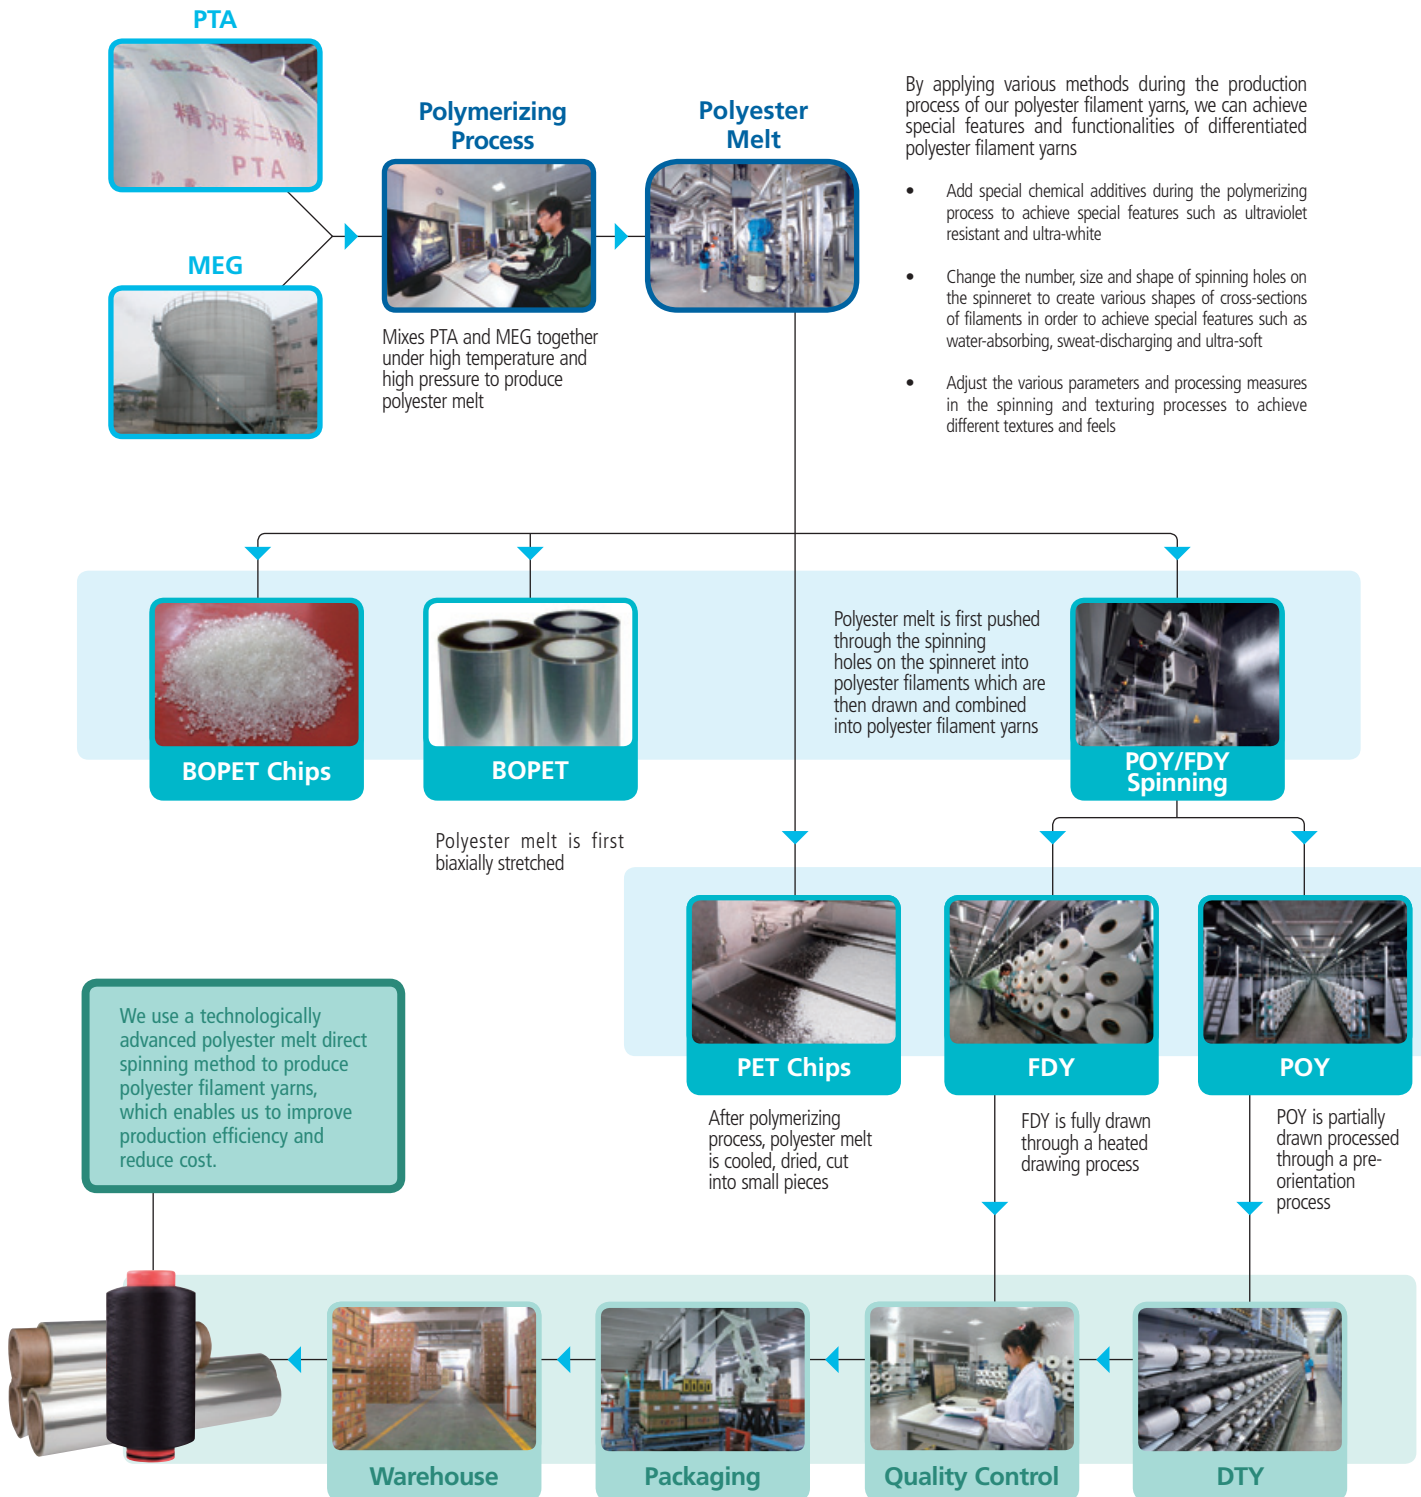 PTA
精对苯二甲酸
PTA
MEG
Polymerizing
Process
Mixes PTA and MEG together
under high temperature and
high pressure to produce
polyester melt
Polyester
Melt
By applying various methods during the production
process of our polyester filament yarns, we can achieve
special features and functionalities of differentiated
polyester filament yarns
• Add special chemical additives during the polymerizing
process to achieve special features such as ultraviolet
resistant and ultra-white
• Change the number, size and shape of spinning holes on
the spinneret to create various shapes of cross-sections
of filaments in order to achieve special features such as
water-absorbing, sweat-discharging and ultra-soft
• Adjust the various parameters and processing measures
in the spinning and texturing processes to achieve
different textures and feels
BOPET Chips
BOPET
Polyester melt is first
biaxially stretched
Polyester melt is first pushed
through the spinning
holes on the spinneret into
polyester filaments which are
then drawn and combined
into polyester filament yarns
POY/FDY
Spinning
PET Chips
After polymerizing
process, polyester melt
is cooled, dried, cut
into small pieces
FDY
FDY is fully drawn
through a heated
drawing process
POY
POY is partially
drawn processed
through a pre-
orientation
process
We use a technologically
advanced polyester melt direct
spinning method to produce
polyester filament yarns,
which enables us to improve
production efficiency and
reduce cost.
Warehouse
Packaging
Quality Control
DTY